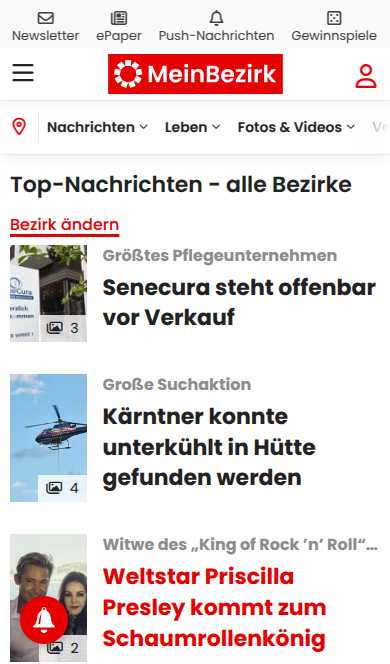 Newsletter ePaper Push-Nachrichten Gewinnspiele
MeinBezirk
Nachrichten Leben Fotos & Videos
Top-Nachrichten - alle Bezirke
Bezirk ändern
Größtes Pflegeunternehmen
Senecura steht offenbar
vor Verkauf
3
Große Suchaktion
Kärntner konnte
unterkühlt in Hütte
gefunden werden
4
Witwe des „King of Rock ’n’ Roll“...
Weltstar Priscilla
Presley kommt zum
Schaumrollenkönig
2